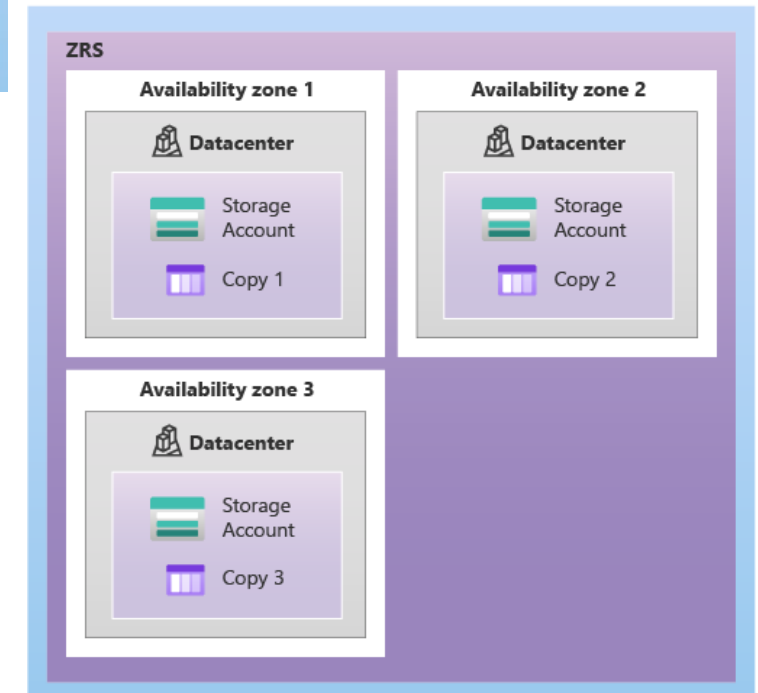 ZRS
Availability zone 1
Datacenter
Storage
Account
Copy 1
Availability zone 2
Datacenter
Storage
Account
Copy 2
Availability zone 3
Datacenter
Storage
Account
Copy 3